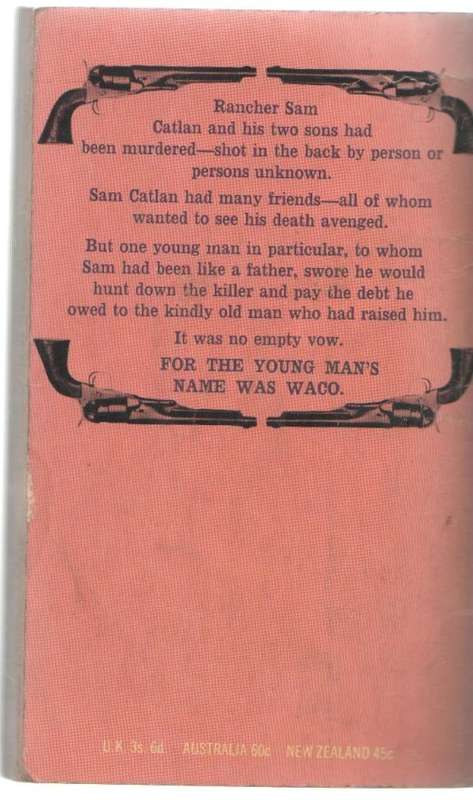 Rancher Sam
Catlan and his two sons had
been murdered—shot in the back by person or
persons unknown.
Sam Catlan had many friends—all of whom
wanted to see his death avenged.
But one young man in particular, to whom
Sam had been like a father, swore he would
hunt down the killer and pay the debt he
owed to the kindly old man who had raised him.
It was no empty vow.
FOR THE YOUNG MAN'S
NAME WAS WACO.
U.K. 3s. 6d. AUSTRALIA 60c NEW ZEALAND 45c